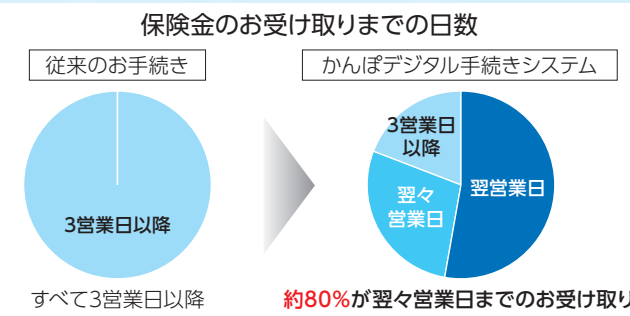 保険金のお受け取りまでの日数
従来のお手続き
かんぽデジタル手続きシステム
3営業日以降
3営業日
以降
翌々
営業日
翌営業日
すべて3営業日以降
約80%が翌々営業日までのお受け取り